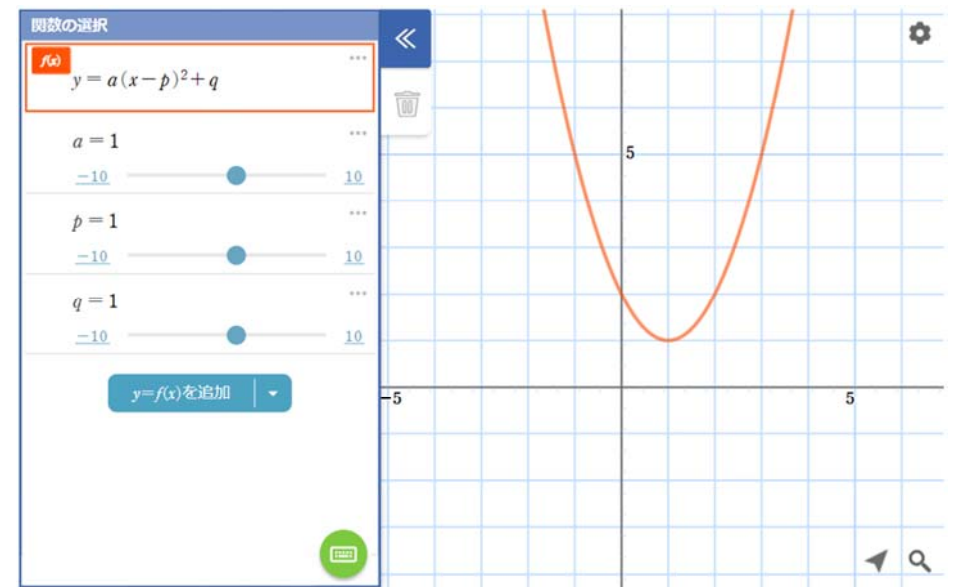 関数の選択
f(x)
y = a(x−p)²+q
a = 1
−10 10
p = 1
−10 10
q = 1
−10 10
y=f(x)を追加
5
−5 5